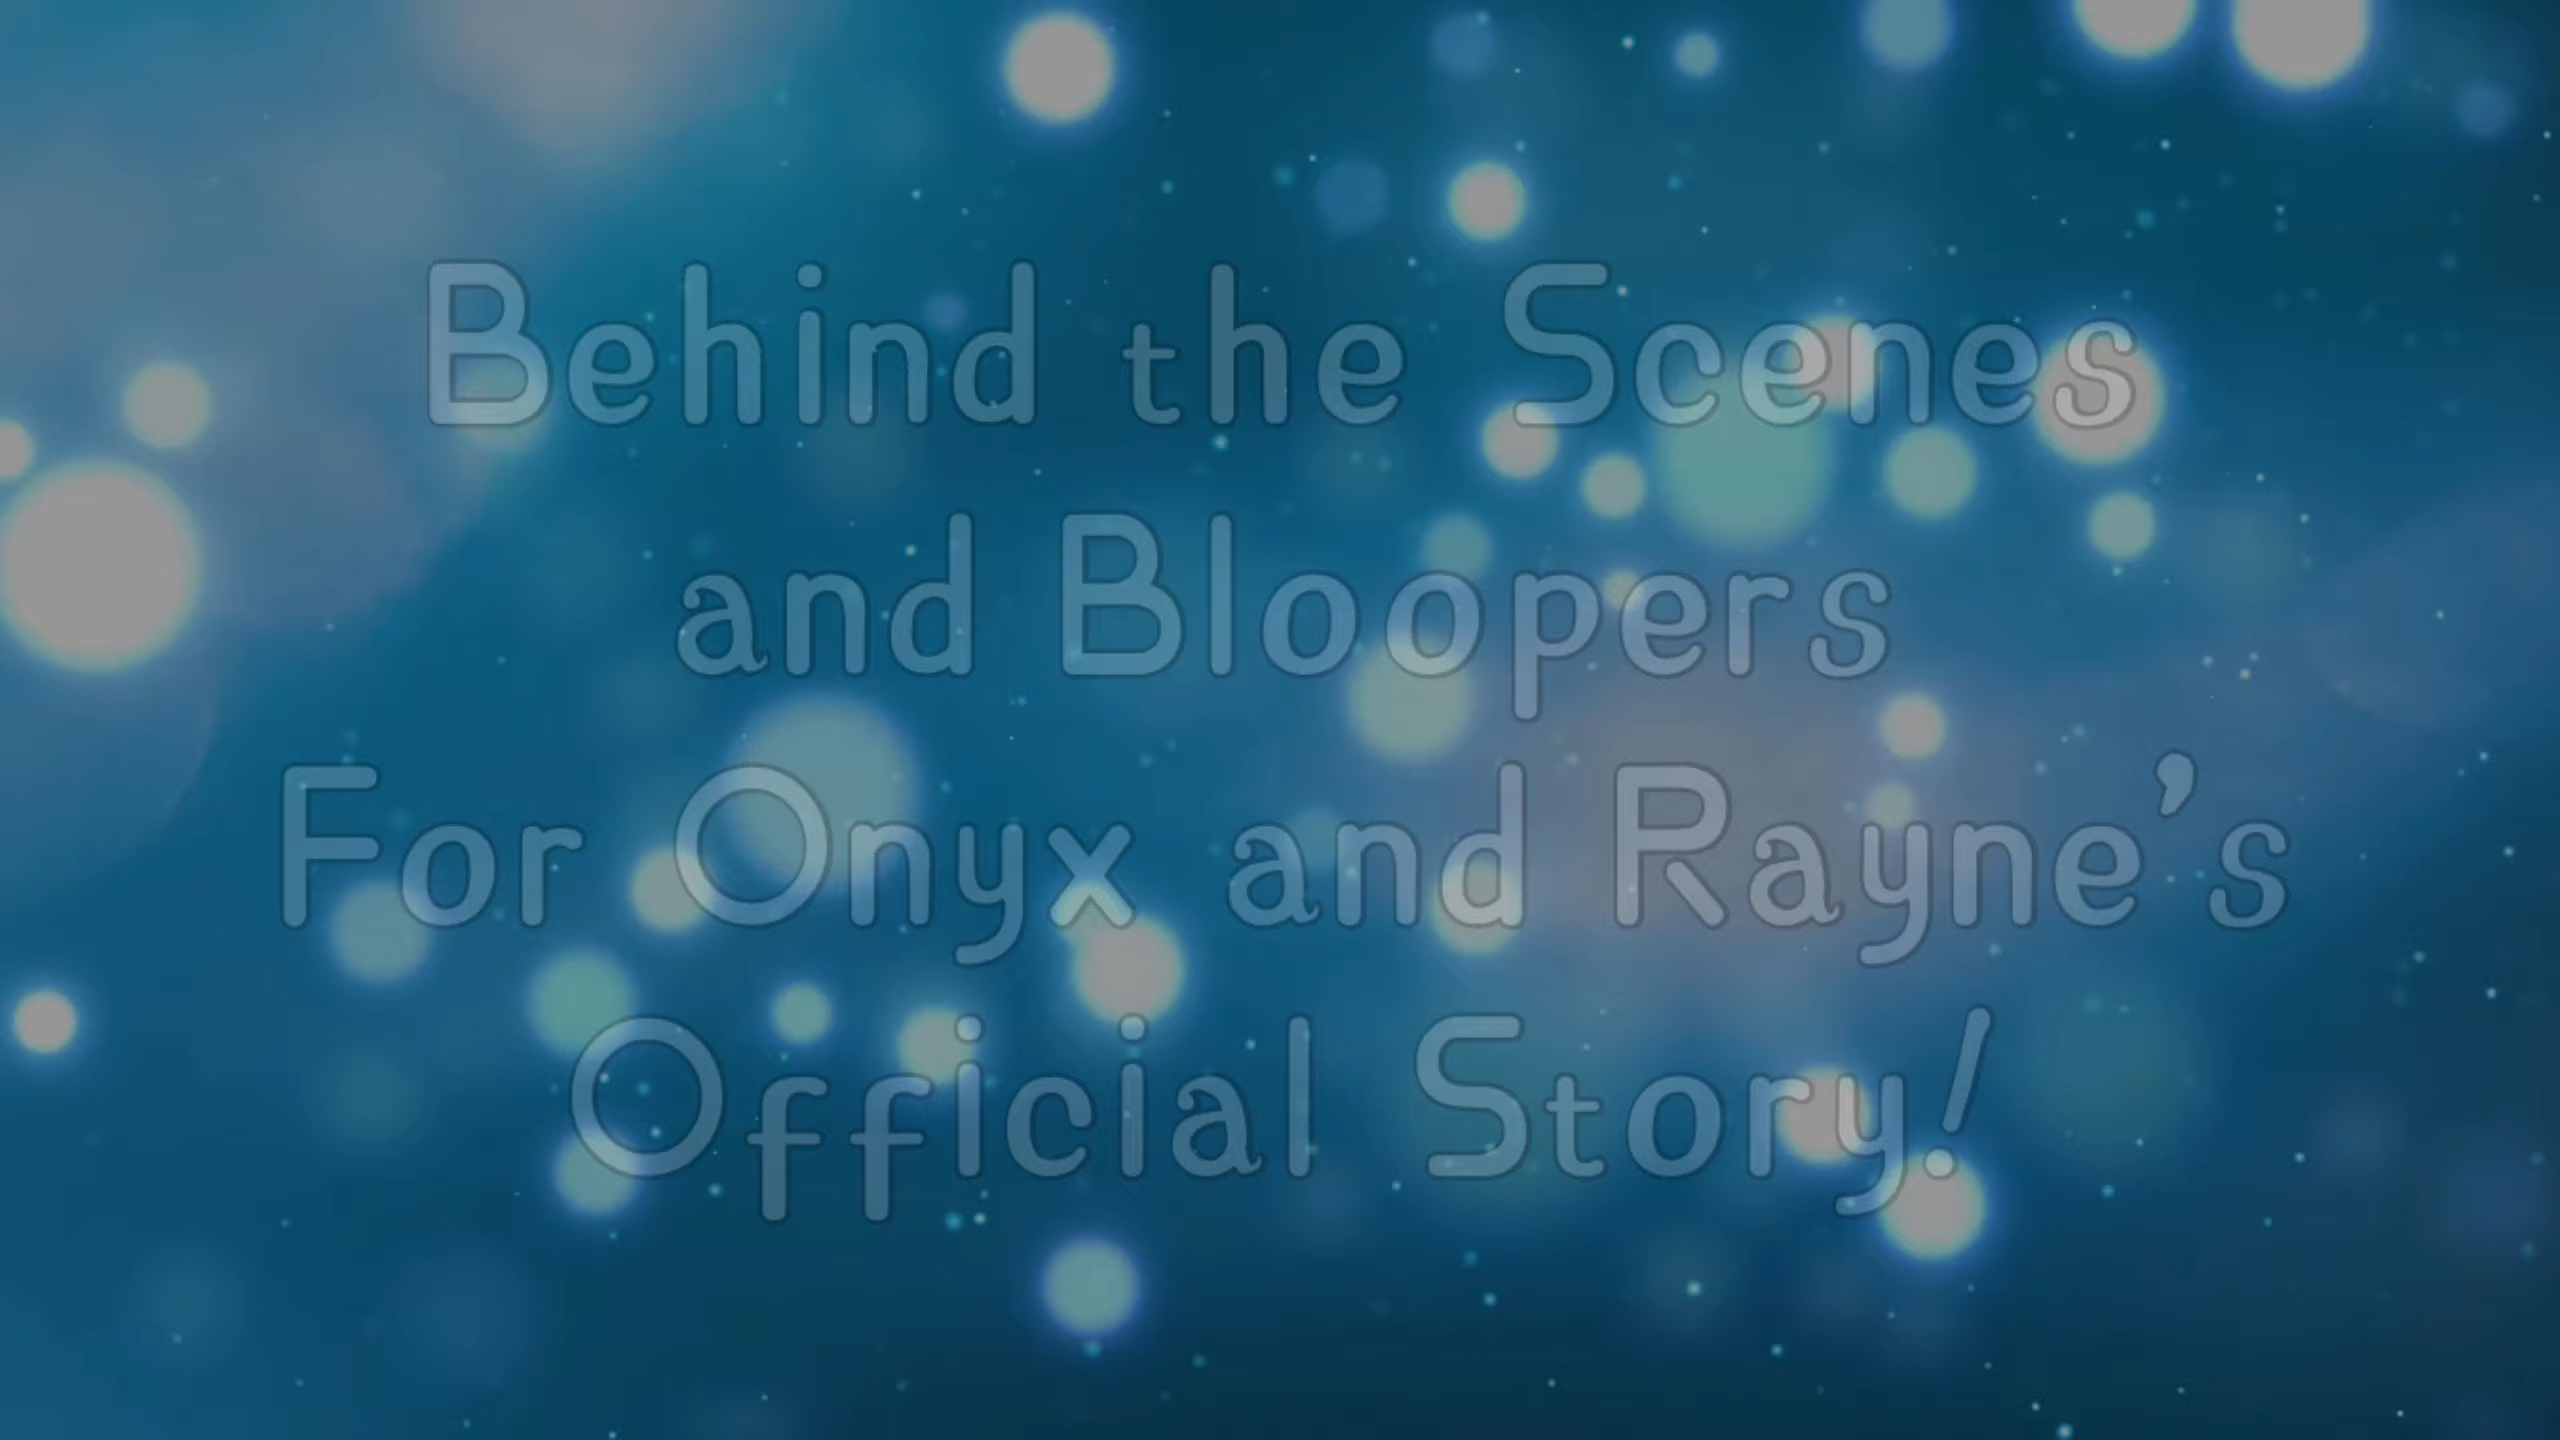 Behind the Scenes
and Bloopers
For Onyx and Rayne’s
Official Story!